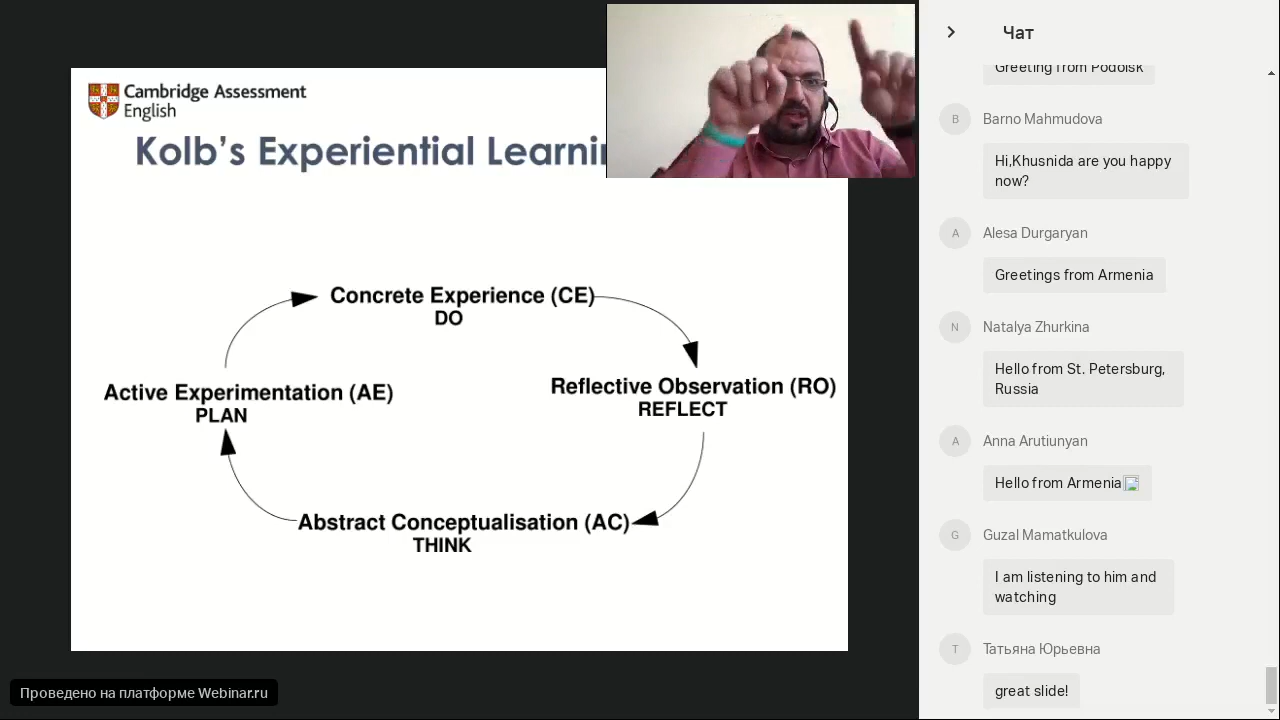 Cambridge Assessment
English
Kolb's Experiential
Concrete Experience (CE)
DO
Active Experimentation (AE)
PLAN
Reflective Observation (RO)
REFLECT
Abstract Conceptualisation (AC)
THINK
Проведено на платформе Webinar.ru
Чат
Greeting from Podolsk
B
Barno Mahmudova
Hi,Khusnida are you happy
now?
A
Alesa Durgaryan
Greetings from Armenia
N
Natalya Zhurkina
Hello from St. Petersburg,
Russia
A
Anna Arutiunyan
Hello from Armenia
G
Guzal Mamatkulova
I am listening to him and
watching
Т
Татьяна Юрьевна
great slide!